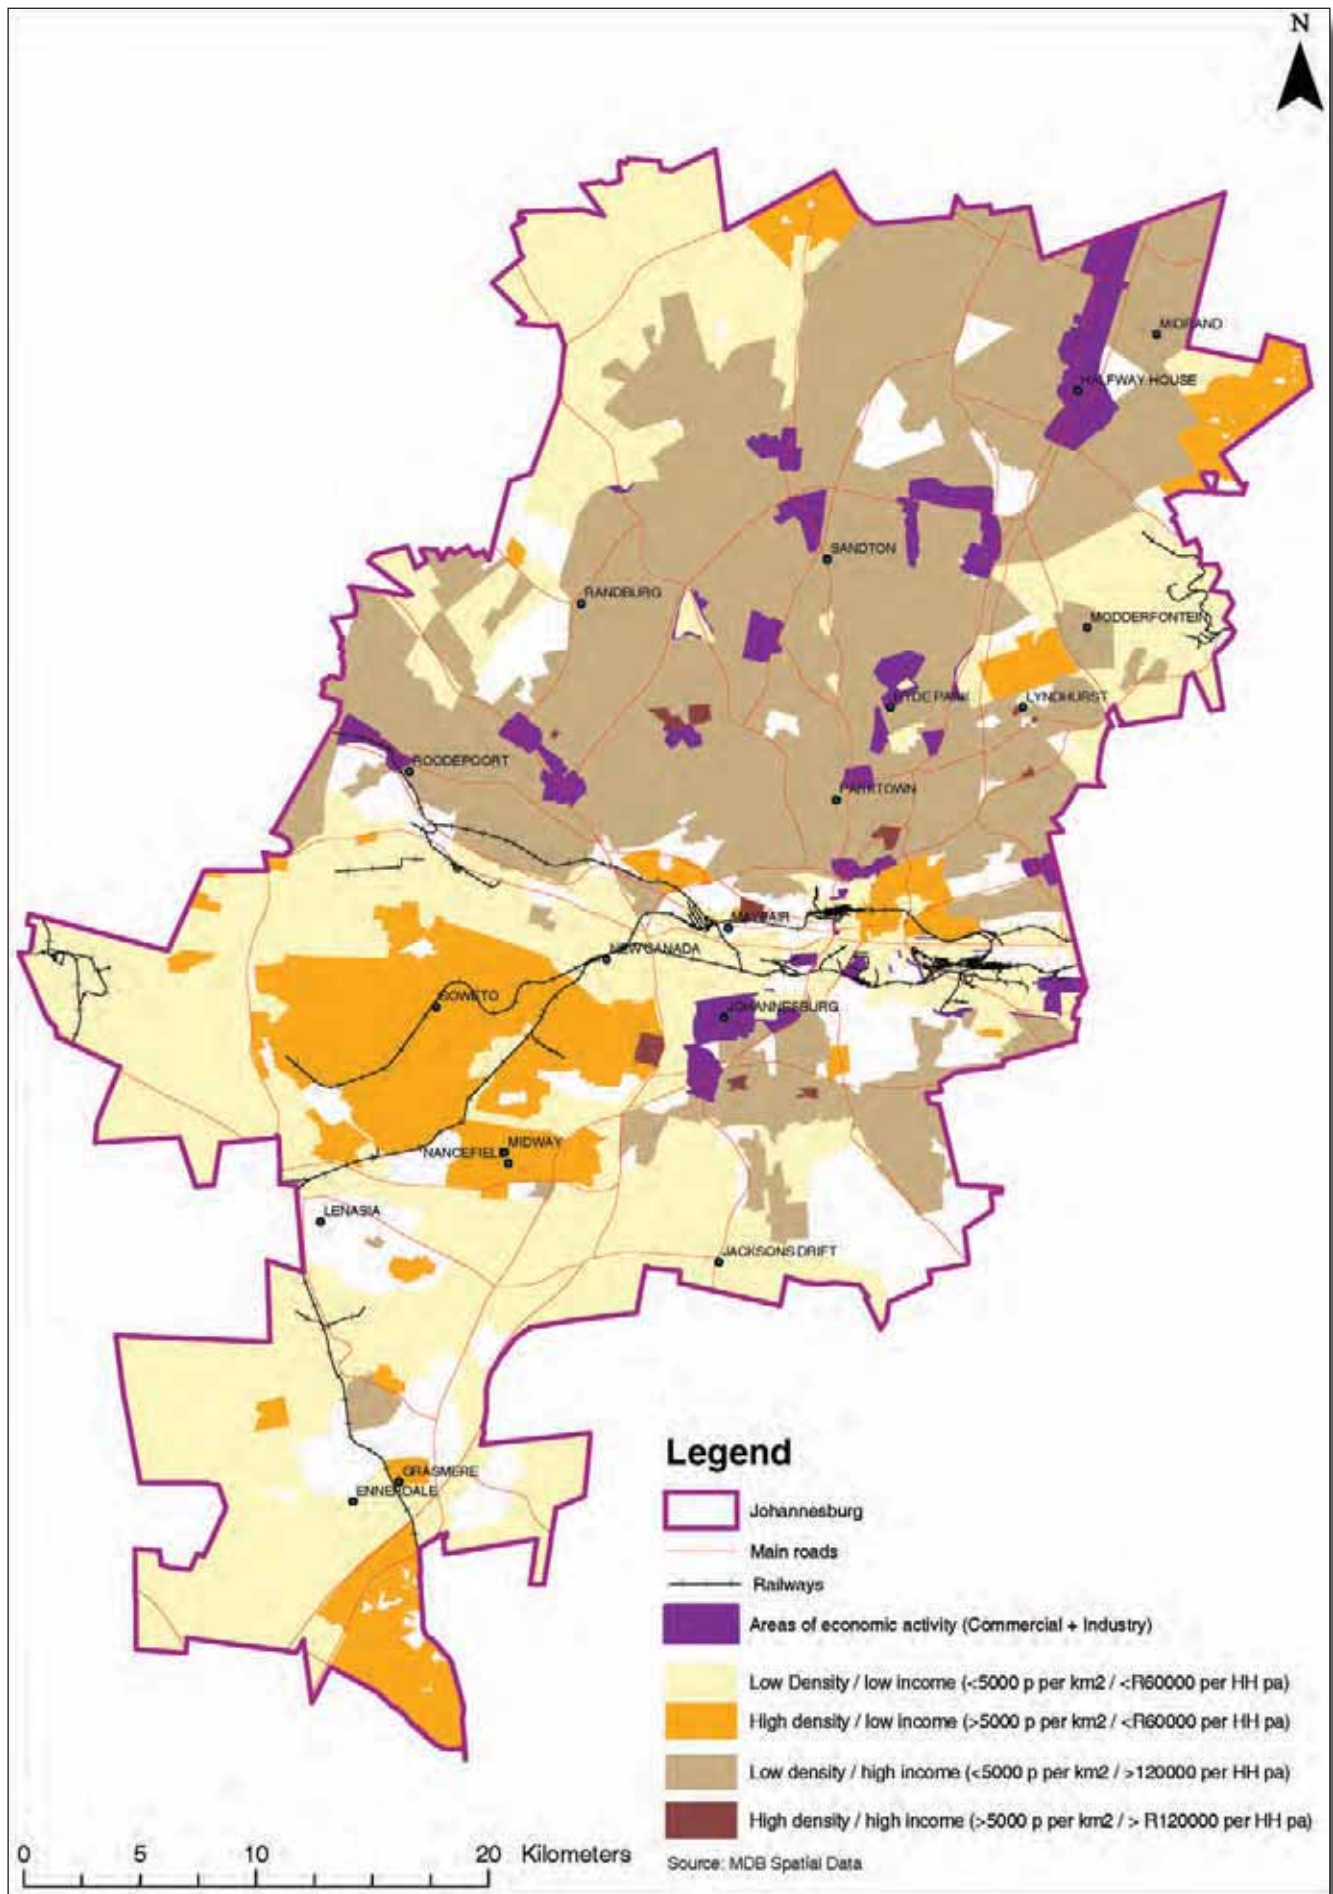 N
MIDRAND
HALFWAY HOUSE
SANDTON
RANDBURG
MODDERFONTEIN
HYDE PARK
LYNDHURST
ROODEPOORT
PARKTOWN
MAYFAIR
NEW CANADA
SOWETO
JOHANNESBURG
MIDWAY
NANCEFIEL
LENASIA
JACKSONS DRIFT
GRASMERE
ENNERDALE
Legend
Johannesburg
Main roads
Railways
Areas of economic activity (Commercial + Industry)
Low Density / low income (<5000 p per km2 / <R60000 per HH pa)
High density / low income (>5000 p per km2 / <R60000 per HH pa)
Low density / high income (<5000 p per km2 / >120000 per HH pa)
High density / high income (>5000 p per km2 / > R120000 per HH pa)
0 5 10 20 Kilometers
Source: MDB Spatial Data